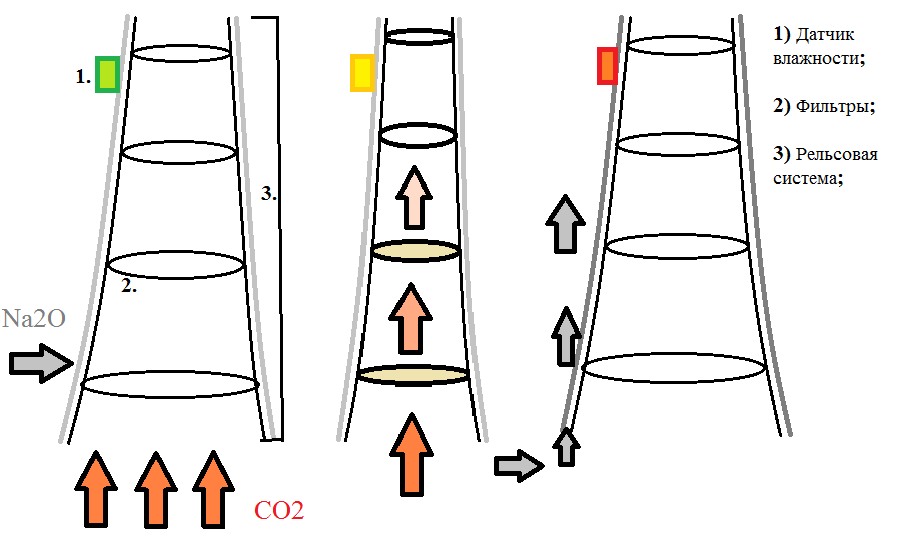 1) Датчик
влажности;
2) Фильтры;
3) Рельсовая
система;
1.
3.
2.
Na2O
CO2